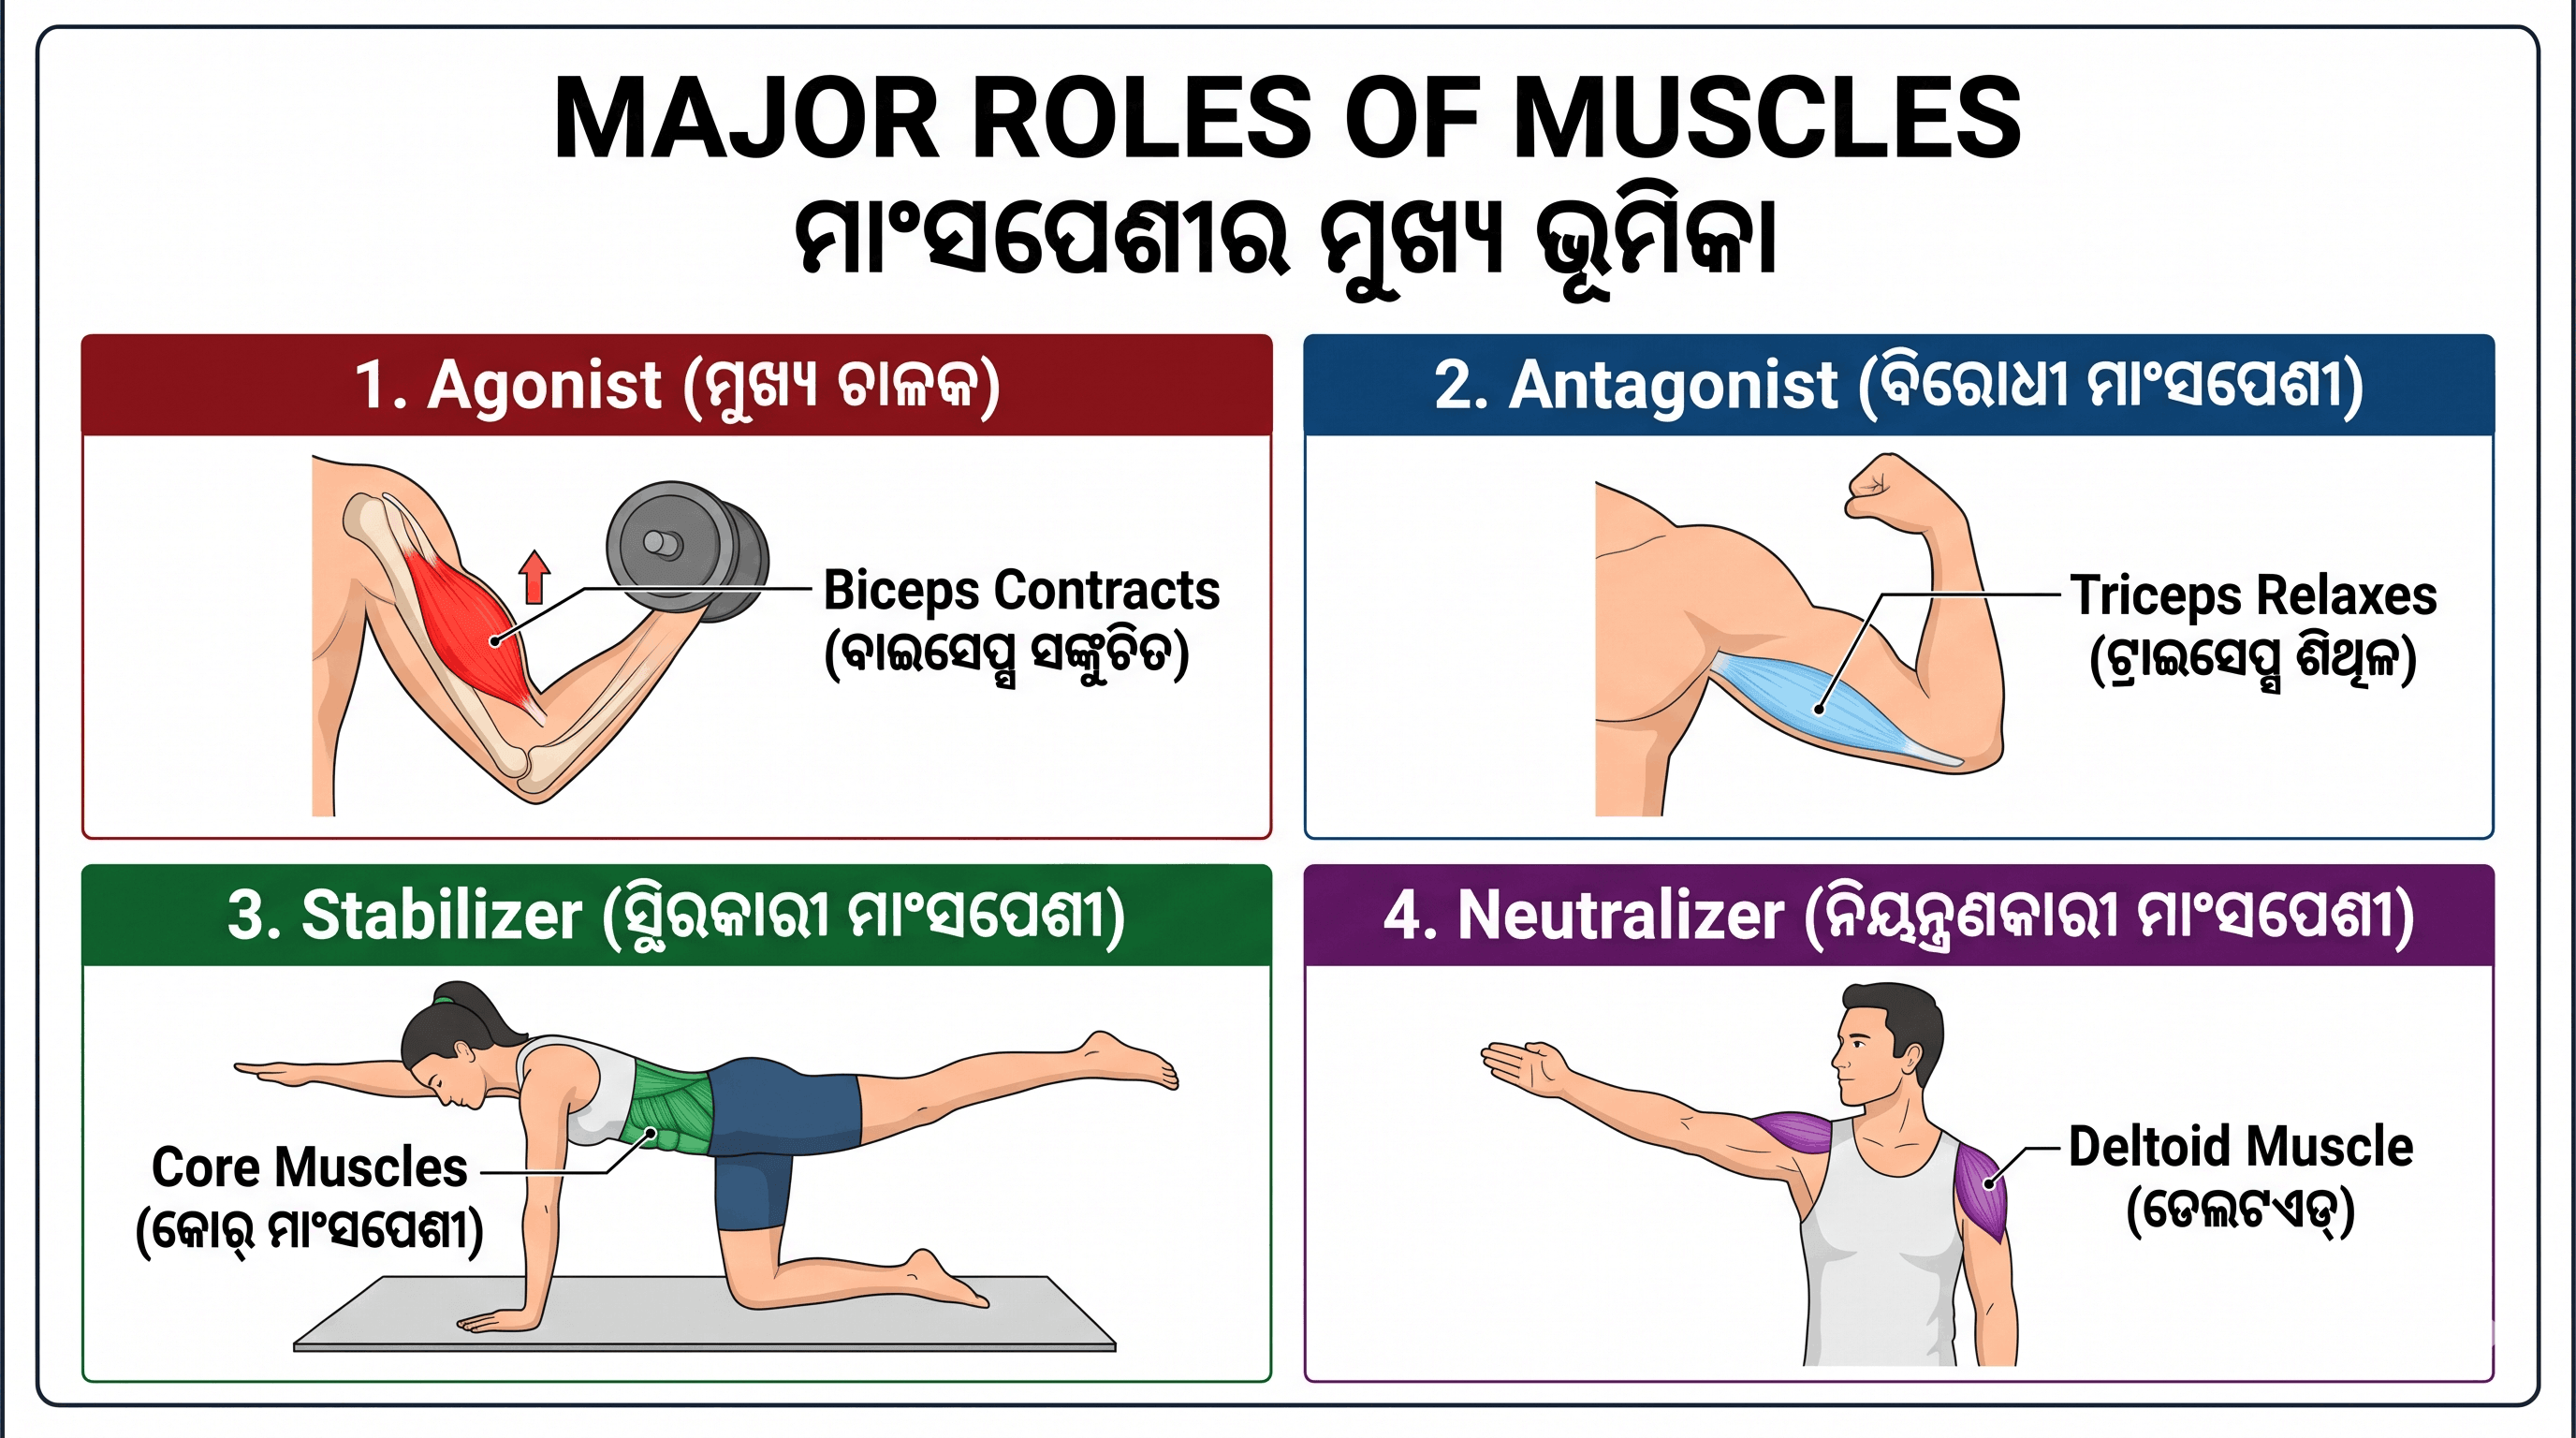 MAJOR ROLES OF MUSCLES
ମାଂସପେଶୀର ମୁଖ୍ୟ ଭୂମିକା
1. Agonist (ମୁଖ୍ୟ ଚାଳକ)
Biceps Contracts
(ବାଇସେପ୍ସ ସଙ୍କୁଚିତ)
2. Antagonist (ବିରୋଧୀ ମାଂସପେଶୀ)
Triceps Relaxes
(ଟ୍ରାଇସେପ୍ସ ଶିଥିଳ)
3. Stabilizer (ସ୍ଥିରକାରୀ ମାଂସପେଶୀ)
Core Muscles
(କୋର୍ ମାଂସପେଶୀ)
4. Neutralizer (ନିୟନ୍ତ୍ରଣକାରୀ ମାଂସପେଶୀ)
Deltoid Muscle
(ଡେଲଟଏଡ୍)